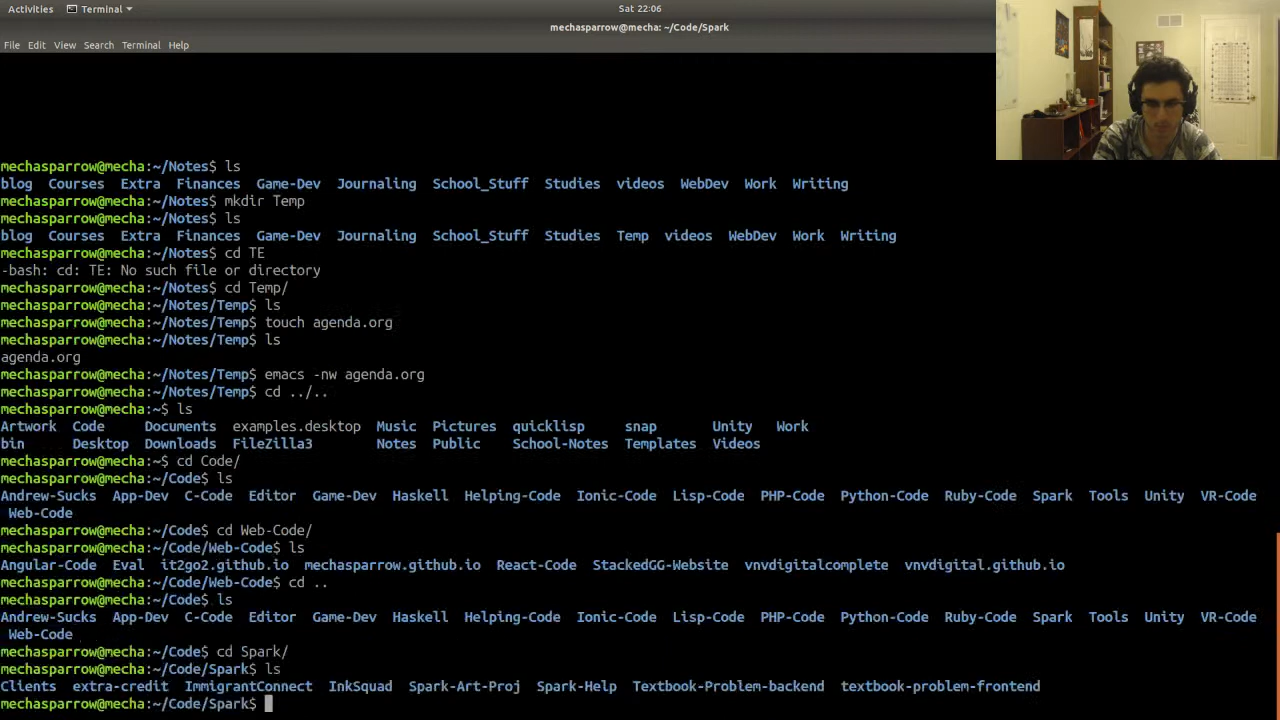 Activities Terminal Sat 22:06
mechasparrow@mecha: ~/Code/Spark
File Edit View Search Terminal Help
mechasparrow@mecha:~/Notes$ ls
blog Courses Extra Finances Game-Dev Journaling School_Stuff Studies videos WebDev Work Writing
mechasparrow@mecha:~/Notes$ mkdir Temp
mechasparrow@mecha:~/Notes$ ls
blog Courses Extra Finances Game-Dev Journaling School_Stuff Studies Temp videos WebDev Work Writing
mechasparrow@mecha:~/Notes$ cd TE
-bash: cd: TE: No such file or directory
mechasparrow@mecha:~/Notes$ cd Temp/
mechasparrow@mecha:~/Notes/Temp$ ls
mechasparrow@mecha:~/Notes/Temp$ touch agenda.org
mechasparrow@mecha:~/Notes/Temp$ ls
agenda.org
mechasparrow@mecha:~/Notes/Temp$ emacs -nw agenda.org
mechasparrow@mecha:~/Notes/Temp$ cd ../..
mechasparrow@mecha:~$ ls
Artwork Code Documents examples.desktop Music Pictures quicklisp snap Unity Work
bin Desktop Downloads FileZilla3 Notes Public School-Notes Templates Videos
mechasparrow@mecha:~$ cd Code/
mechasparrow@mecha:~/Code$ ls
Andrew-Sucks App-Dev C-Code Editor Game-Dev Haskell Helping-Code Ionic-Code Lisp-Code PHP-Code Python-Code Ruby-Code Spark Tools Unity VR-Code
Web-Code
mechasparrow@mecha:~/Code$ cd Web-Code/
mechasparrow@mecha:~/Code/Web-Code$ ls
Angular-Code Eval it2go2.github.io mechasparrow.github.io React-Code StackedGG-Website vnvdigitalcomplete vnvdigital.github.io
mechasparrow@mecha:~/Code/Web-Code$ cd ..
mechasparrow@mecha:~/Code$ ls
Andrew-Sucks App-Dev C-Code Editor Game-Dev Haskell Helping-Code Ionic-Code Lisp-Code PHP-Code Python-Code Ruby-Code Spark Tools Unity VR-Code
Web-Code
mechasparrow@mecha:~/Code$ cd Spark/
mechasparrow@mecha:~/Code/Spark$ ls
Clients extra-credit ImmigrantConnect InkSquad Spark-Art-Proj Spark-Help Textbook-Problem-backend textbook-problem-frontend
mechasparrow@mecha:~/Code/Spark$